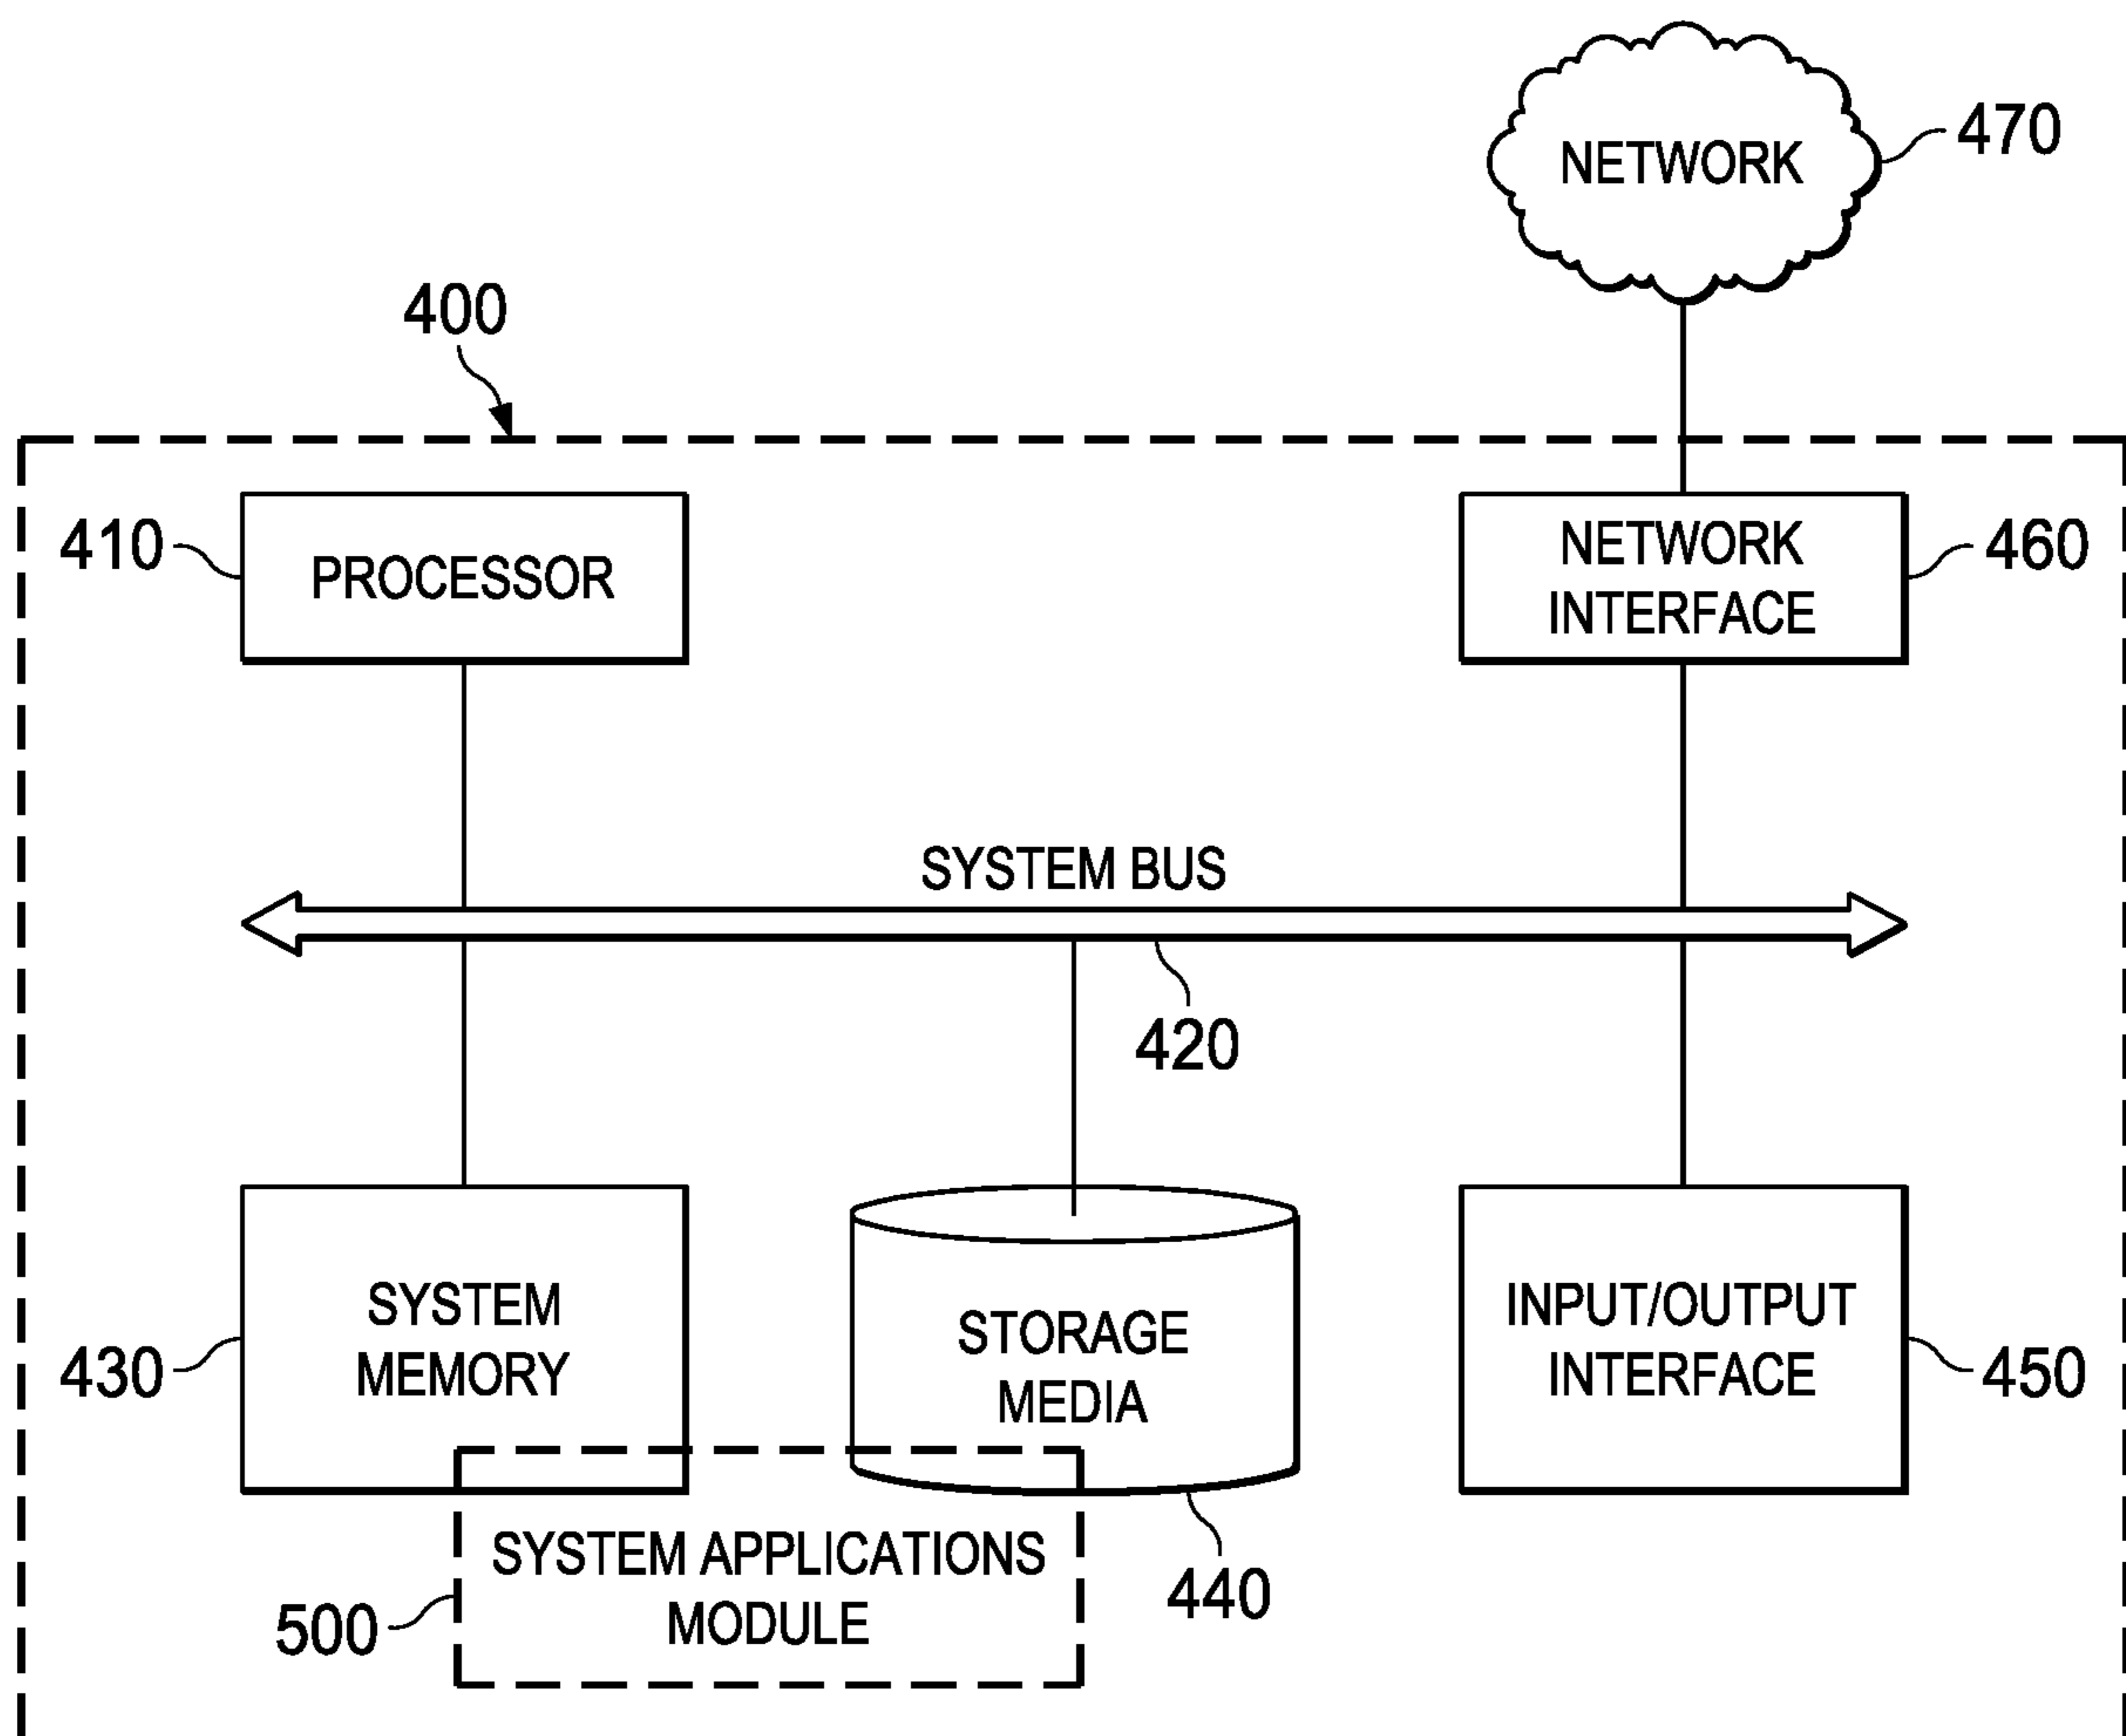 NETWORK
470
400
410
PROCESSOR
NETWORK
INTERFACE
460
SYSTEM BUS
420
430
SYSTEM
MEMORY
STORAGE
MEDIA
INPUT/OUTPUT
INTERFACE
450
500
SYSTEM APPLICATIONS
MODULE
440